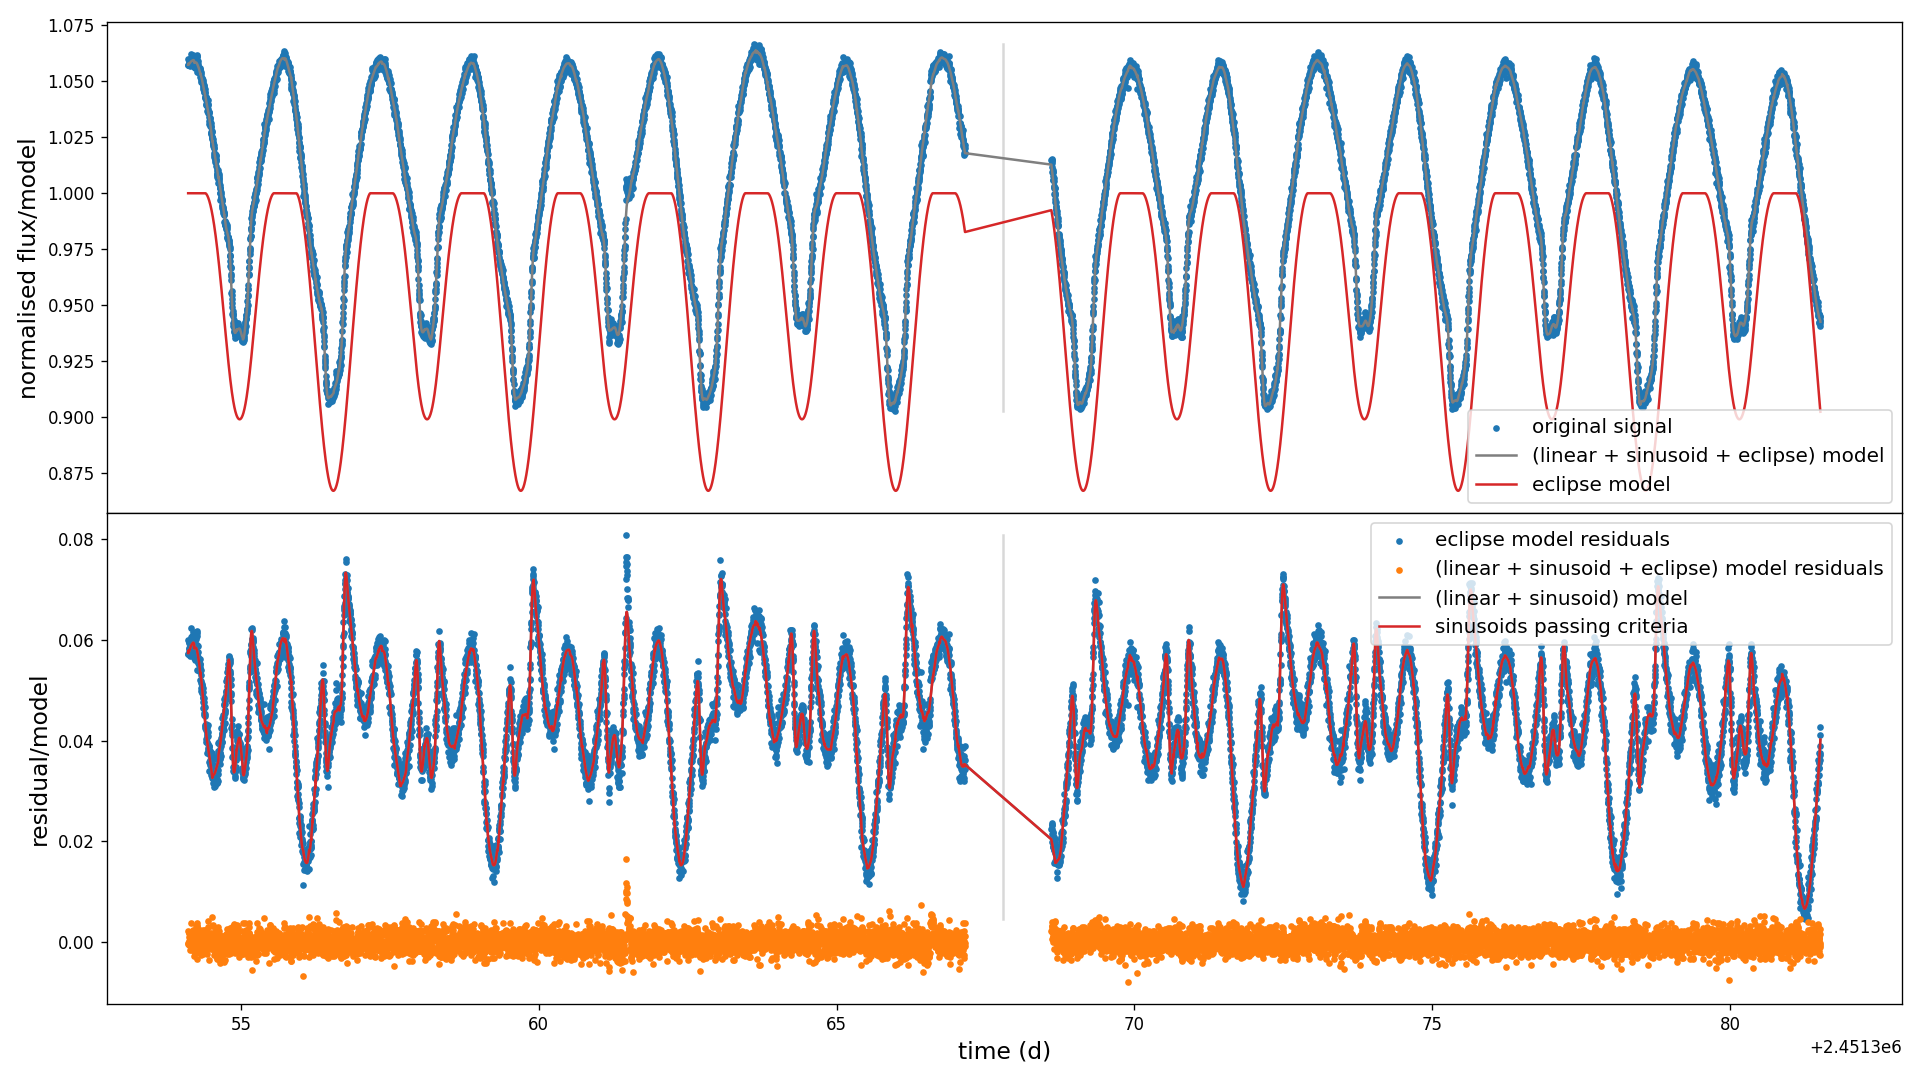 normalised flux/model
1.075
1.050
1.025
1.000
0.975
0.950
0.925
0.900
0.875
original signal
(linear + sinusoid + eclipse) model
eclipse model
residual/model
0.08
0.06
0.04
0.02
0.00
eclipse model residuals
(linear + sinusoid + eclipse) model residuals
(linear + sinusoid) model
sinusoids passing criteria
55
60
65
70
75
80
time (d)
+2.4513e6